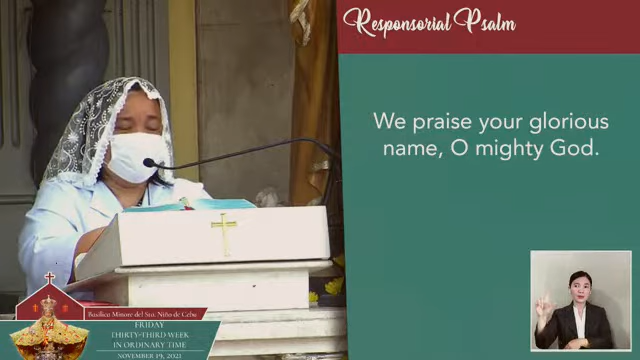 Responsorial Psalm
We praise your glorious
name, O mighty God.
Basilica Minore del Sto. Niño de Cebu
FRIDAY
THIRTY-THIRD WEEK
IN ORDINARY TIME
NOVEMBER 19, 2021